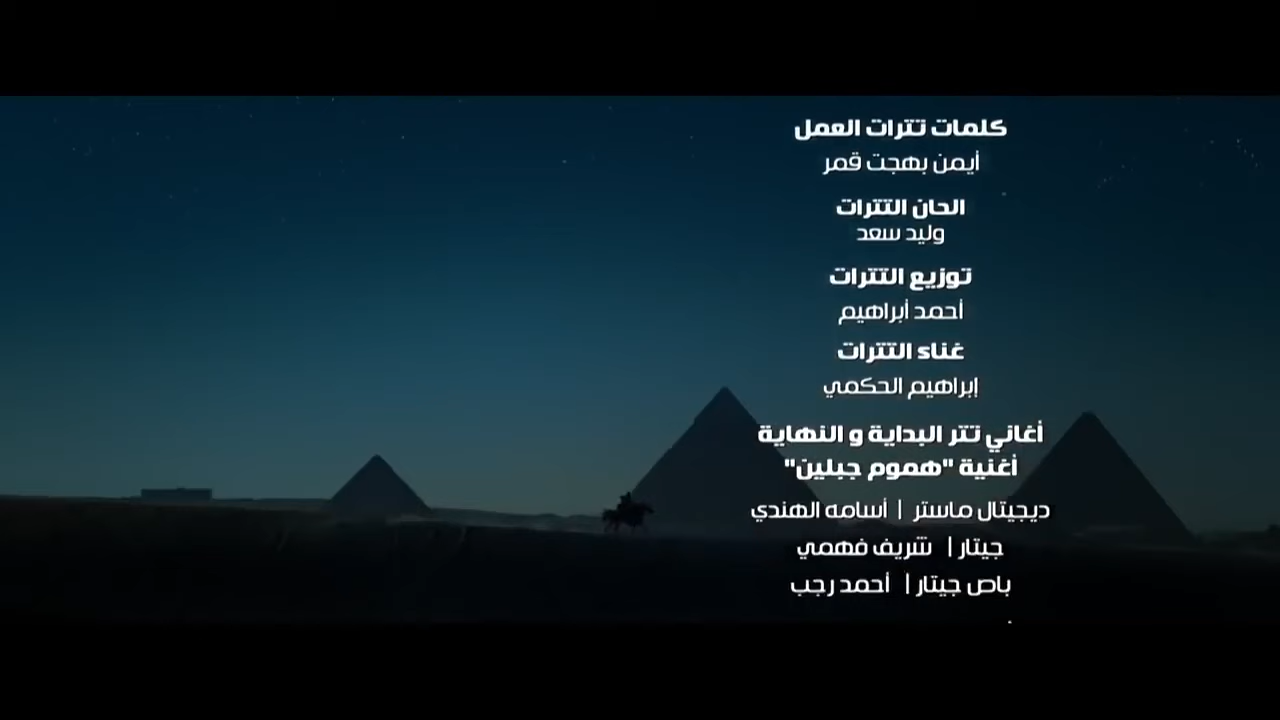 كلمات تترات العمل
أيمن بهجت قمر
الحان التترات
وليد سعد
توزيع التترات
أحمد أبراهيم
غناء التترات
إبراهيم الحكمي
أغاني تتر البداية و النهاية
أغنية "هموم جبلين"
ديجيتال ماستر | أسامه الهندي
جيتار | شريف فهمي
باص جيتار | أحمد رجب